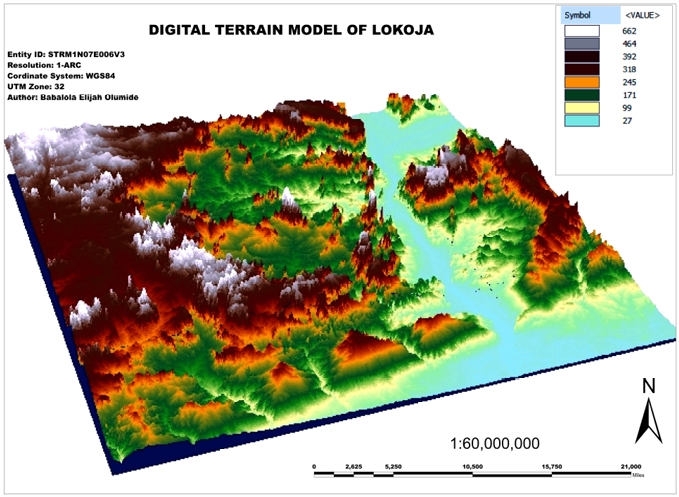 DIGITAL TERRAIN MODEL OF LOKOJA
Entity ID: STRM1N07E006V3
Resolution: 1-ARC
Cordinate System: WGS84
UTM Zone: 32
Author: Babalola Elijah Olumide
Symbol <VALUE>
662
464
392
318
245
171
99
27
N
1:60,000,000
0 2,625 5,250 10,500 15,750 21,000
Miles